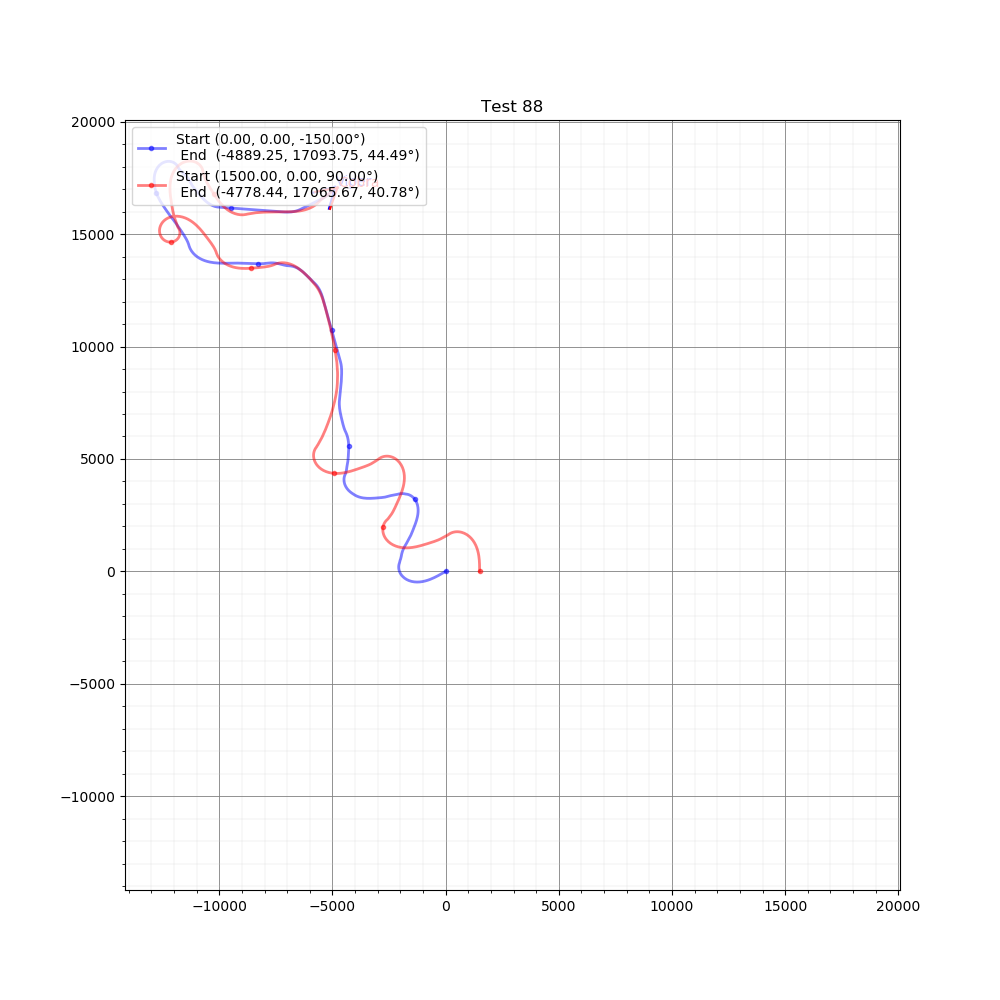 Test 88
Start (0.00, 0.00, -150.00°)
End (-4889.25, 17093.75, 44.49°)
Start (1500.00, 0.00, 90.00°)
End (-4778.44, 17065.67, 40.78°)
20000
15000
10000
5000
0
−5000
−10000
−10000 −5000 0 5000 10000 15000 20000